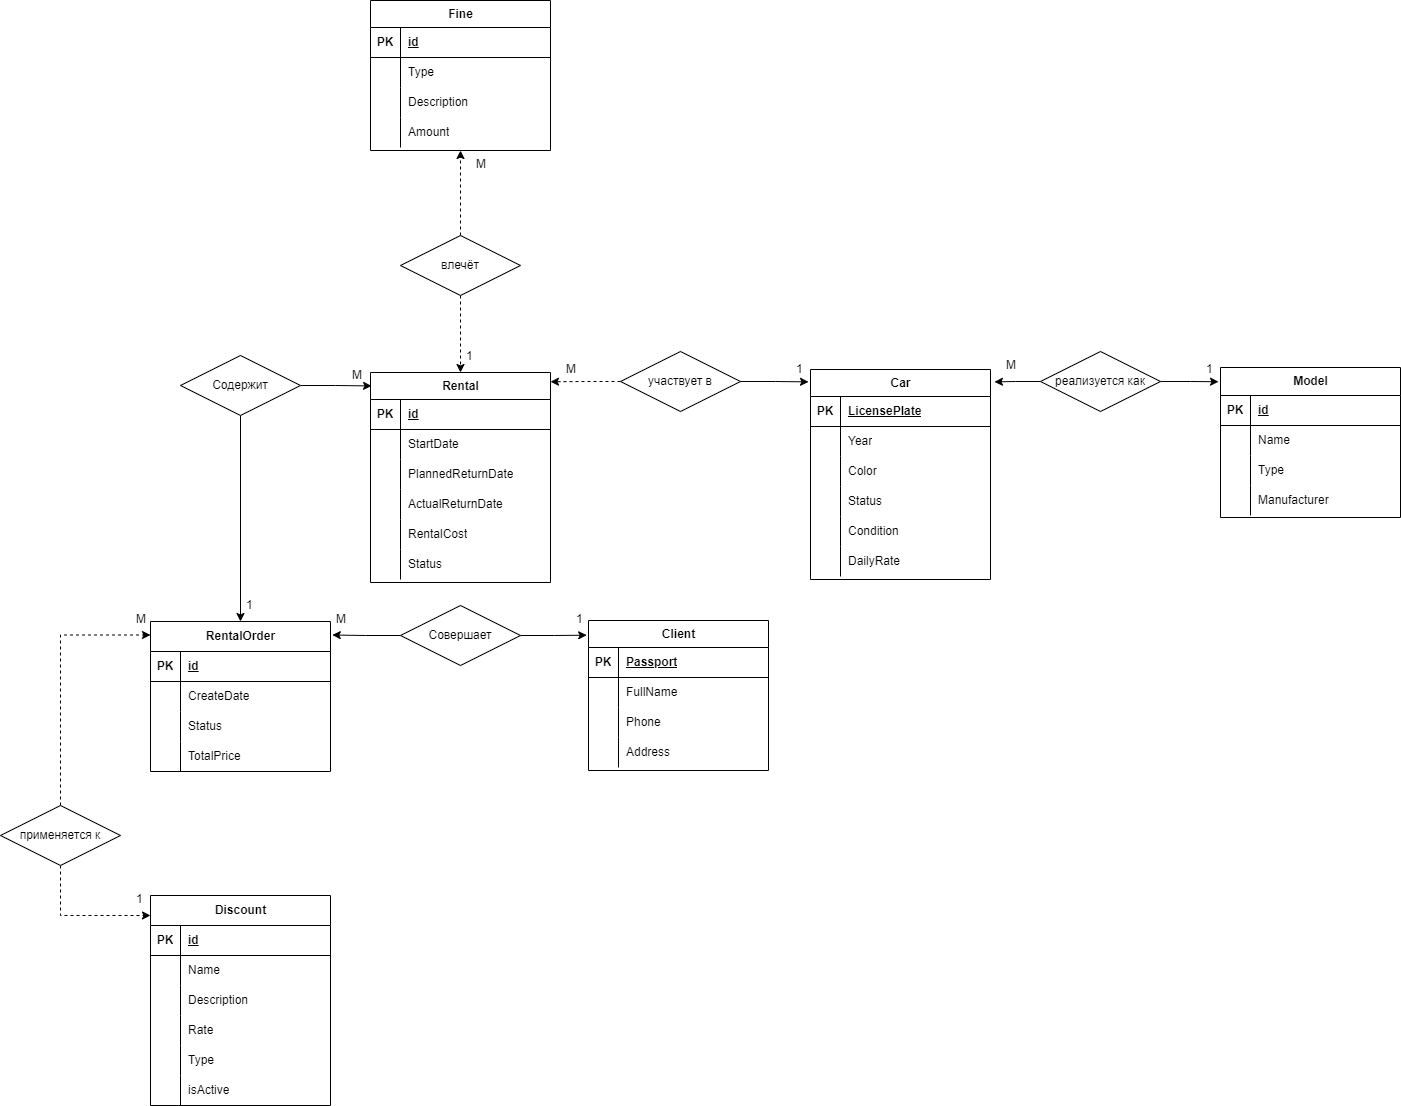 Fine
PK id
Type
Description
Amount
M
влечёт
1
Содержит
M
Rental
PK id
StartDate
PlannedReturnDate
ActualReturnDate
RentalCost
Status
M
участвует в
1
Car
PK LicensePlate
Year
Color
Status
Condition
DailyRate
M
реализуется как
1
Model
PK id
Name
Type
Manufacturer
1
M
RentalOrder
PK id
CreateDate
Status
TotalPrice
M
Совершает
1
Client
PK Passport
FullName
Phone
Address
применяется к
1
Discount
PK id
Name
Description
Rate
Type
isActive